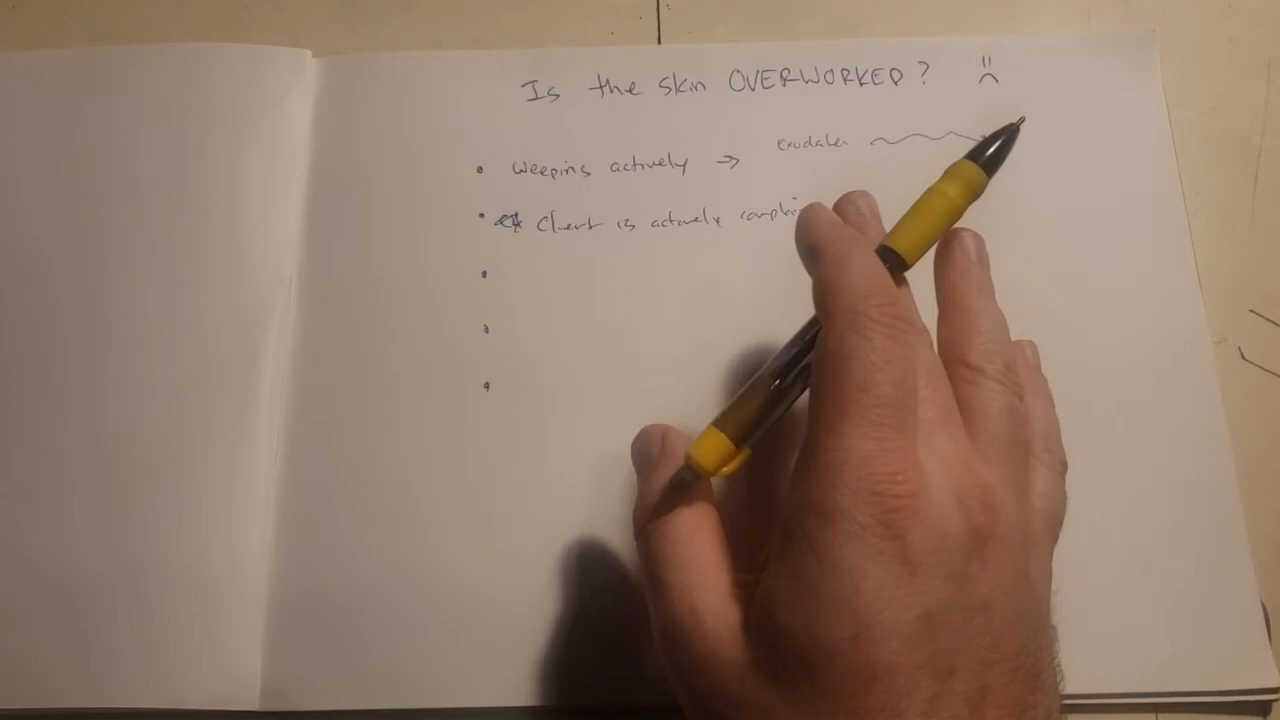 Is the skin OVERWORKED?
• Weeping actively → exudates
• Client is actively